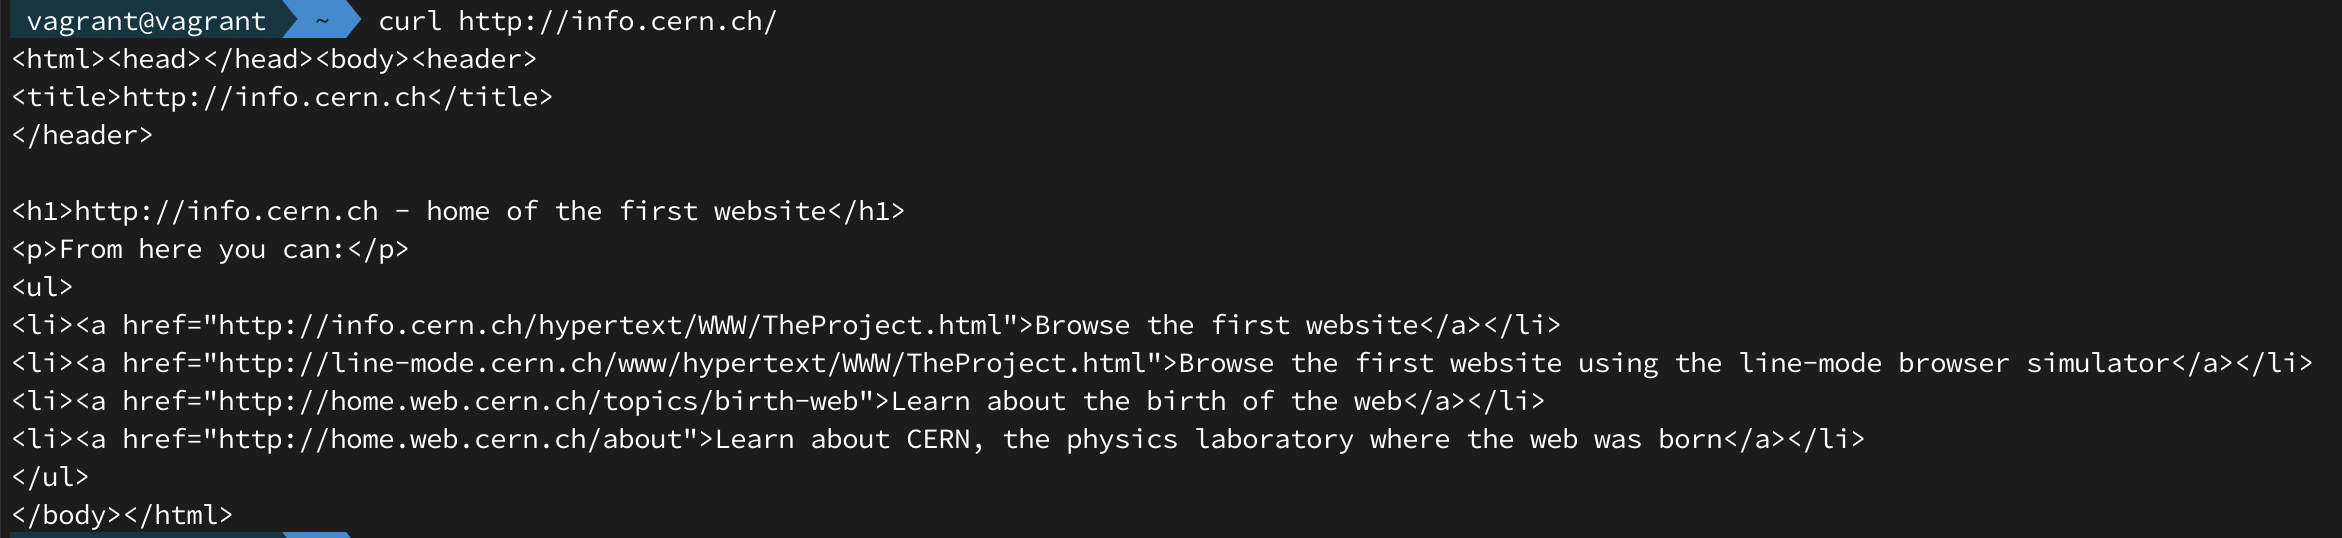 vagrant@vagrant ~ curl http://info.cern.ch/
<html><head></head><body><header>
<title>http://info.cern.ch</title>
</header>

<h1>http://info.cern.ch - home of the first website</h1>
<p>From here you can:</p>
<ul>
<li><a href="http://info.cern.ch/hypertext/WWW/TheProject.html">Browse the first website</a></li>
<li><a href="http://line-mode.cern.ch/www/hypertext/WWW/TheProject.html">Browse the first website using the line-mode browser simulator</a></li>
<li><a href="http://home.web.cern.ch/topics/birth-web">Learn about the birth of the web</a></li>
<li><a href="http://home.web.cern.ch/about">Learn about CERN, the physics laboratory where the web was born</a></li>
</ul>
</body></html>